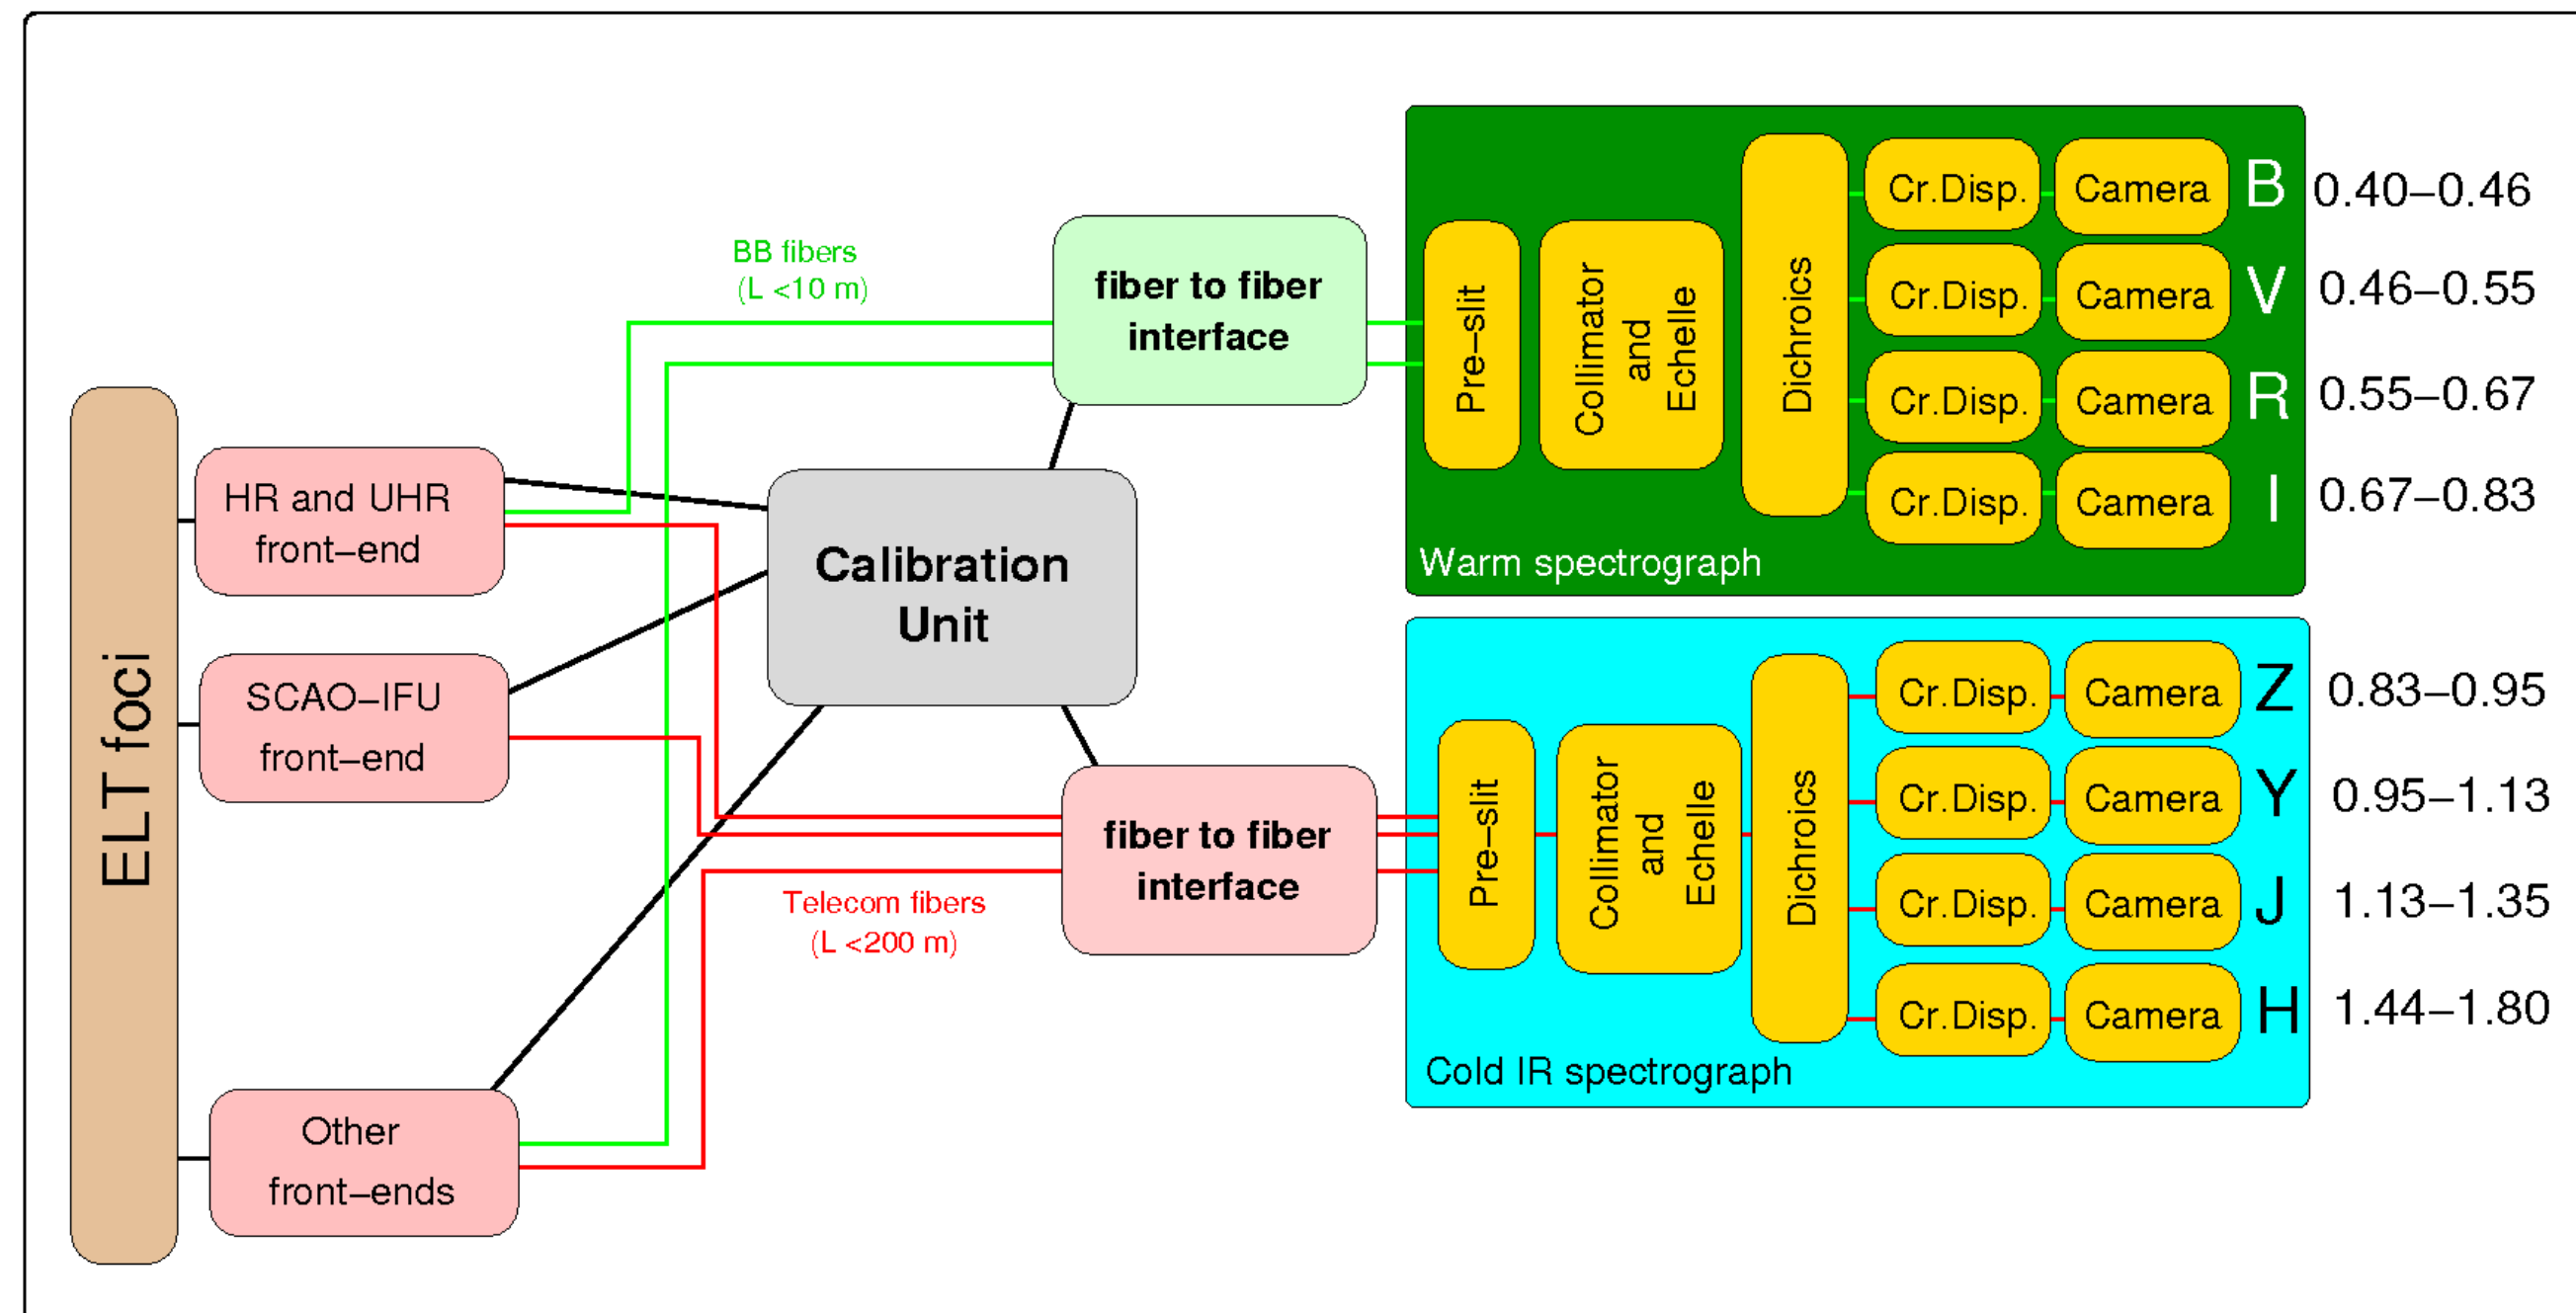 ELT foci
HR and UHR
front–end
SCAO–IFU
front–end
Other
front–ends
BB fibers
(L <10 m)
Telecom fibers
(L <200 m)
Calibration
Unit
fiber to fiber
interface
fiber to fiber
interface
Pre–slit
Collimator
and
Echelle
Dichroics
Cr.Disp. Camera B 0.40–0.46
Cr.Disp. Camera V 0.46–0.55
Cr.Disp. Camera R 0.55–0.67
Cr.Disp. Camera I 0.67–0.83
Warm spectrograph
Pre–slit
Collimator
and
Echelle
Dichroics
Cr.Disp. Camera Z 0.83–0.95
Cr.Disp. Camera Y 0.95–1.13
Cr.Disp. Camera J 1.13–1.35
Cr.Disp. Camera H 1.44–1.80
Cold IR spectrograph